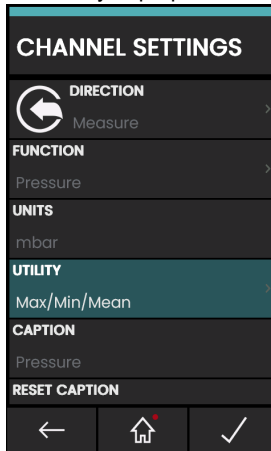 CHANNEL SETTINGS
DIRECTION
Measure
FUNCTION
Pressure
UNITS
mbar
UTILITY
Max/Min/Mean
CAPTION
Pressure
RESET CAPTION